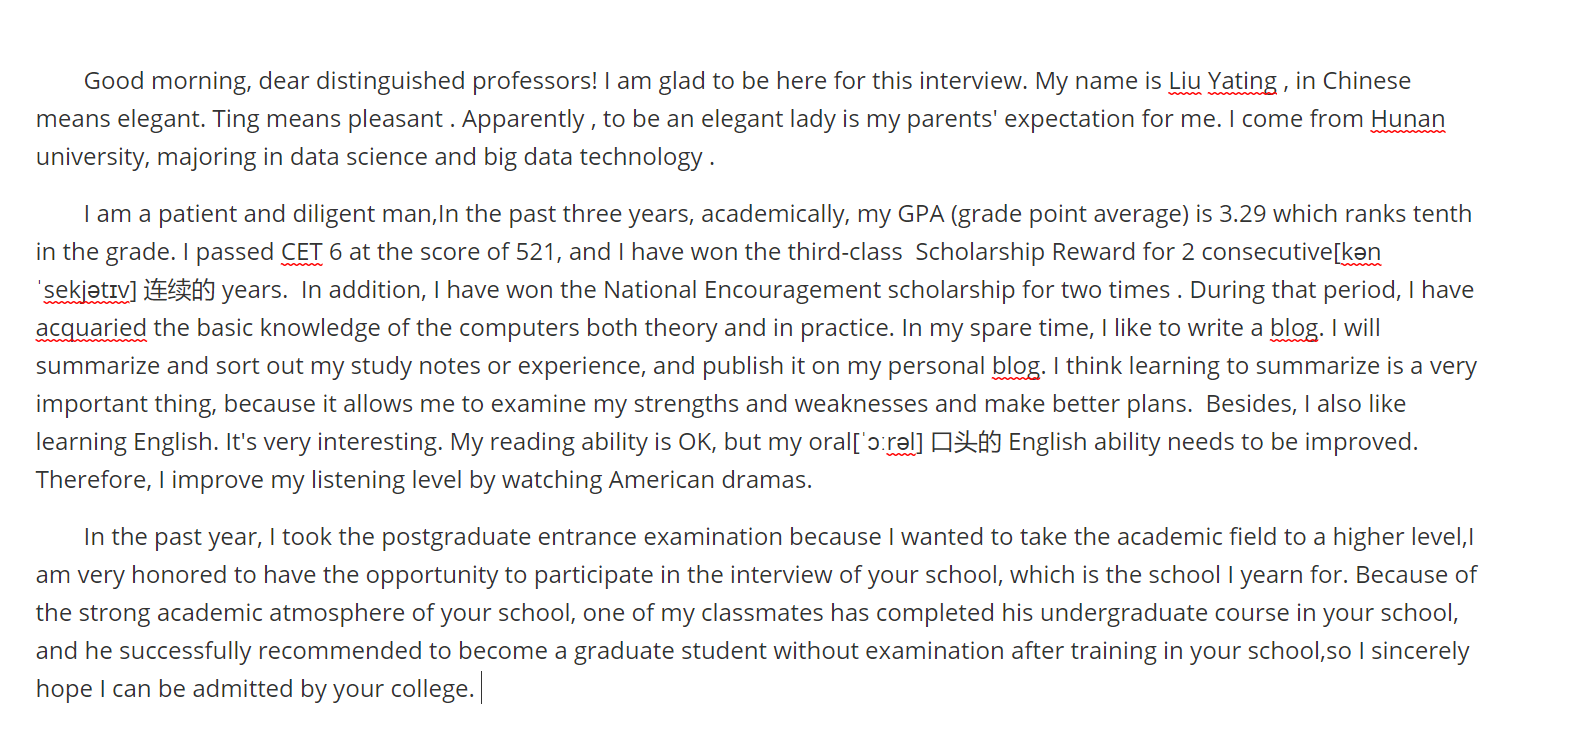 Good morning, dear distinguished professors! I am glad to be here for this interview. My name is Liu Yating , in Chinese
means elegant. Ting means pleasant . Apparently , to be an elegant lady is my parents' expectation for me. I come from Hunan
university, majoring in data science and big data technology .
I am a patient and diligent man,In the past three years, academically, my GPA (grade point average) is 3.29 which ranks tenth
in the grade. I passed CET 6 at the score of 521, and I have won the third-class  Scholarship Reward for 2 consecutive[kən
ˈsekjətɪv] 连续的 years.  In addition, I have won the National Encouragement scholarship for two times . During that period, I have
acquaried the basic knowledge of the computers both theory and in practice. In my spare time, I like to write a blog. I will
summarize and sort out my study notes or experience, and publish it on my personal blog. I think learning to summarize is a very
important thing, because it allows me to examine my strengths and weaknesses and make better plans.  Besides, I also like
learning English. It's very interesting. My reading ability is OK, but my oral[ˈɔːrəl] 口头的 English ability needs to be improved.
Therefore, I improve my listening level by watching American dramas.
In the past year, I took the postgraduate entrance examination because I wanted to take the academic field to a higher level,I
am very honored to have the opportunity to participate in the interview of your school, which is the school I yearn for. Because of
the strong academic atmosphere of your school, one of my classmates has completed his undergraduate course in your school,
and he successfully recommended to become a graduate student without examination after training in your school,so I sincerely
hope I can be admitted by your college.